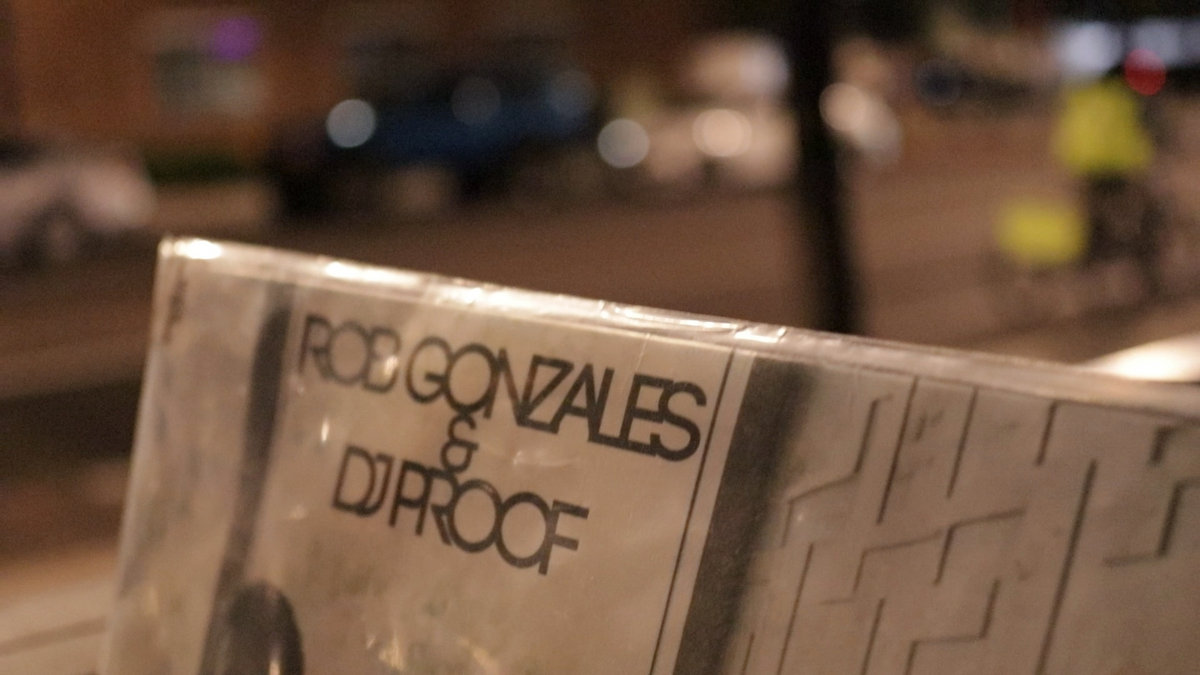 ROB GONZALES
&
DJ PROOF